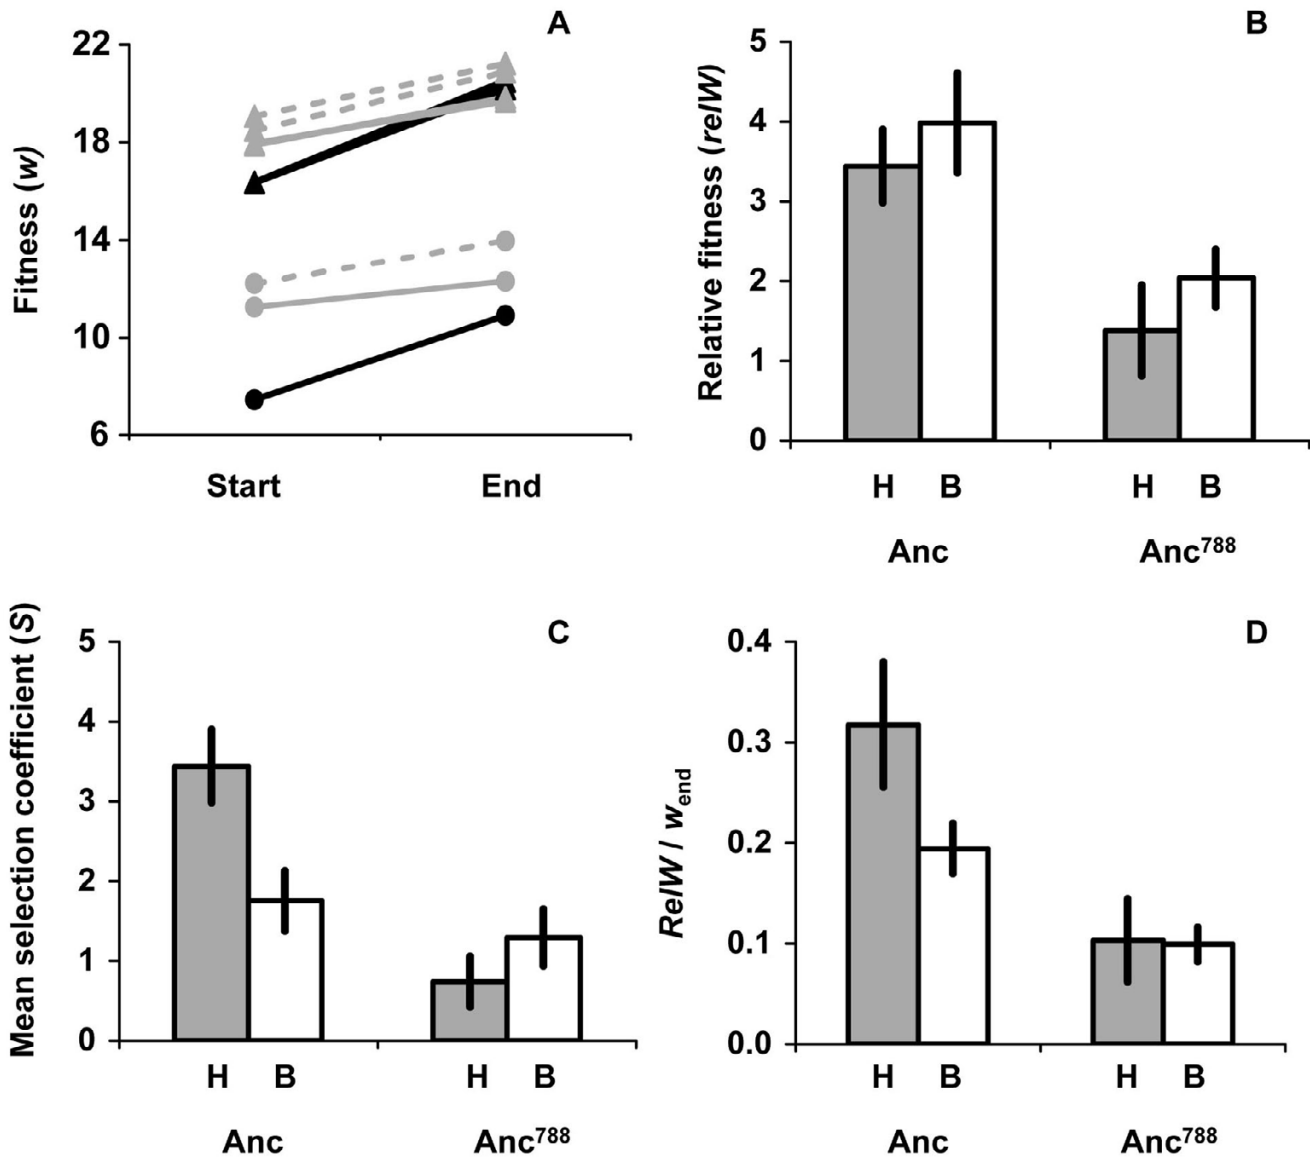 A
Fitness (w)
22
18
14
10
6
Start End
B
Relative fitness (relW)
5
4
3
2
1
0
H B H B
Anc Anc⁷⁸⁸
C
Mean selection coefficient (S)
5
4
3
2
1
0
H B H B
Anc Anc⁷⁸⁸
D
RelW / wend
0.4
0.3
0.2
0.1
0.0
H B H B
Anc Anc⁷⁸⁸